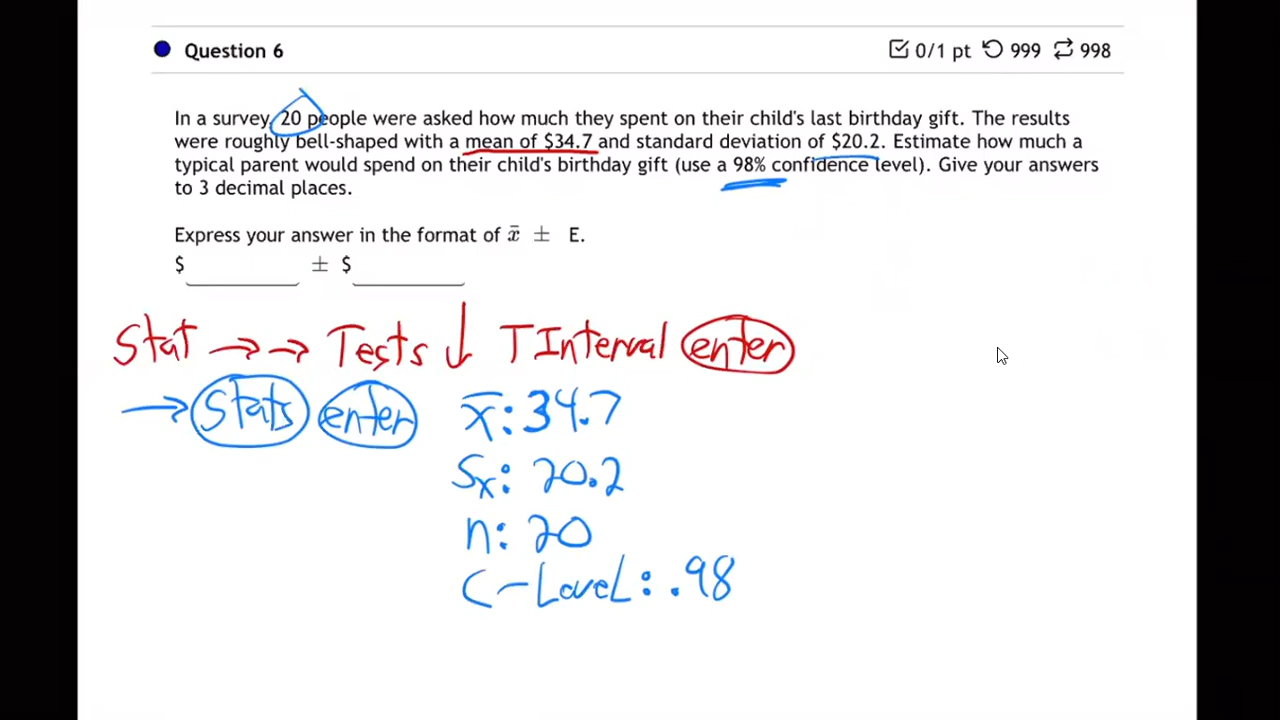 Question 6
0/1 pt 999 998
In a survey, 20 people were asked how much they spent on their child's last birthday gift. The results
were roughly bell-shaped with a mean of $34.7 and standard deviation of $20.2. Estimate how much a
typical parent would spend on their child's birthday gift (use a 98% confidence level). Give your answers
to 3 decimal places.
Express your answer in the format of x̄ ± E.
$ ± $
Stat →→ Tests ↓ TInterval enter
→ Stats enter x̄: 34.7
Sx: 20.2
n: 20
C-Level: .98